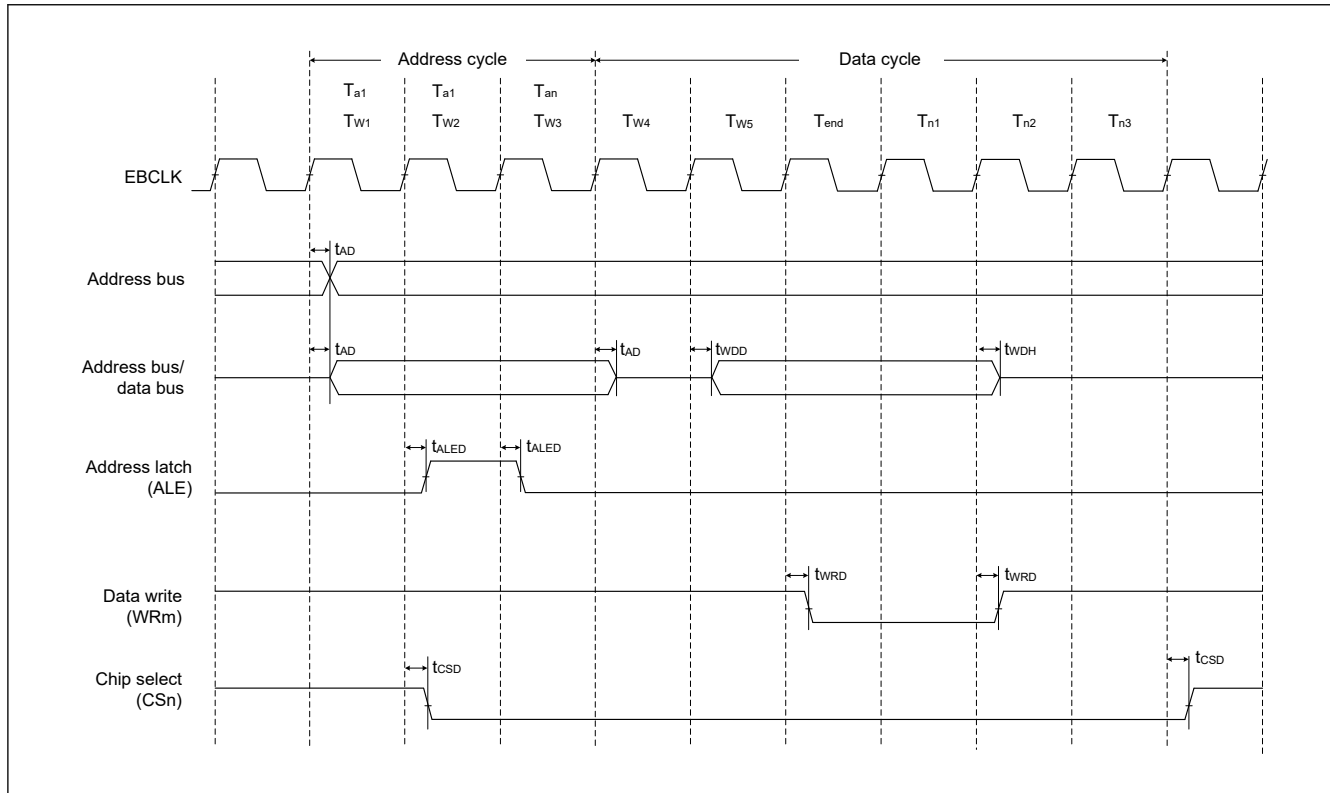 Address cycle Data cycle
Ta1 Ta1 Tan
TW1 TW2 TW3 TW4 TW5 Tend Tn1 Tn2 Tn3
EBCLK
tAD
Address bus
tAD tAD tWDD tWDH
Address bus/
data bus
tALED tALED
Address latch
(ALE)
tWRD tWRD
Data write
(WRm)
tCSD tCSD
Chip select
(CSn)